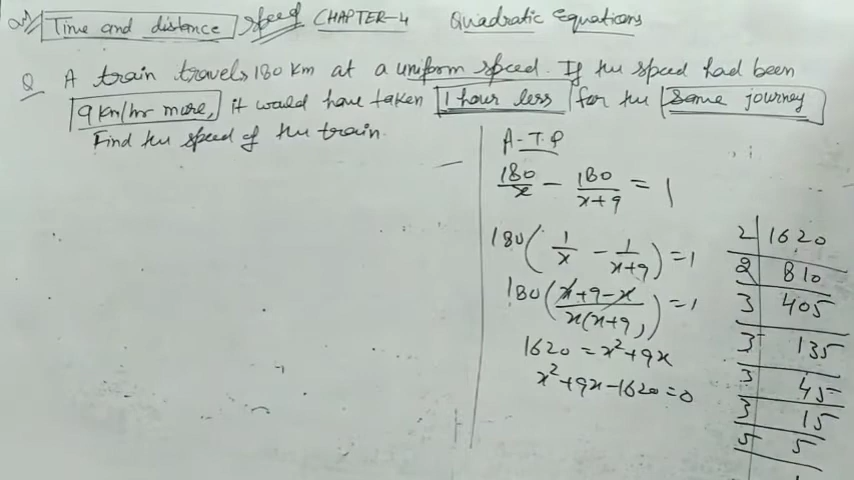 Time and distance speed CHAPTER-4 Quadratic equations
Q A train travels 180 km at a uniform speed. If the speed had been
9 km/hr more, it would have taken 1 hour less for the same journey
Find the speed of the train.
A.T.P
180/x - 180/x+9 = 1
180(1/x - 1/x+9) = 1
180(x+9-x/x(x+9)) = 1
1620 = x²+9x
x²+9x-1620=0
2 1620
2 810
3 405
3 135
3 45
3 15
5 5